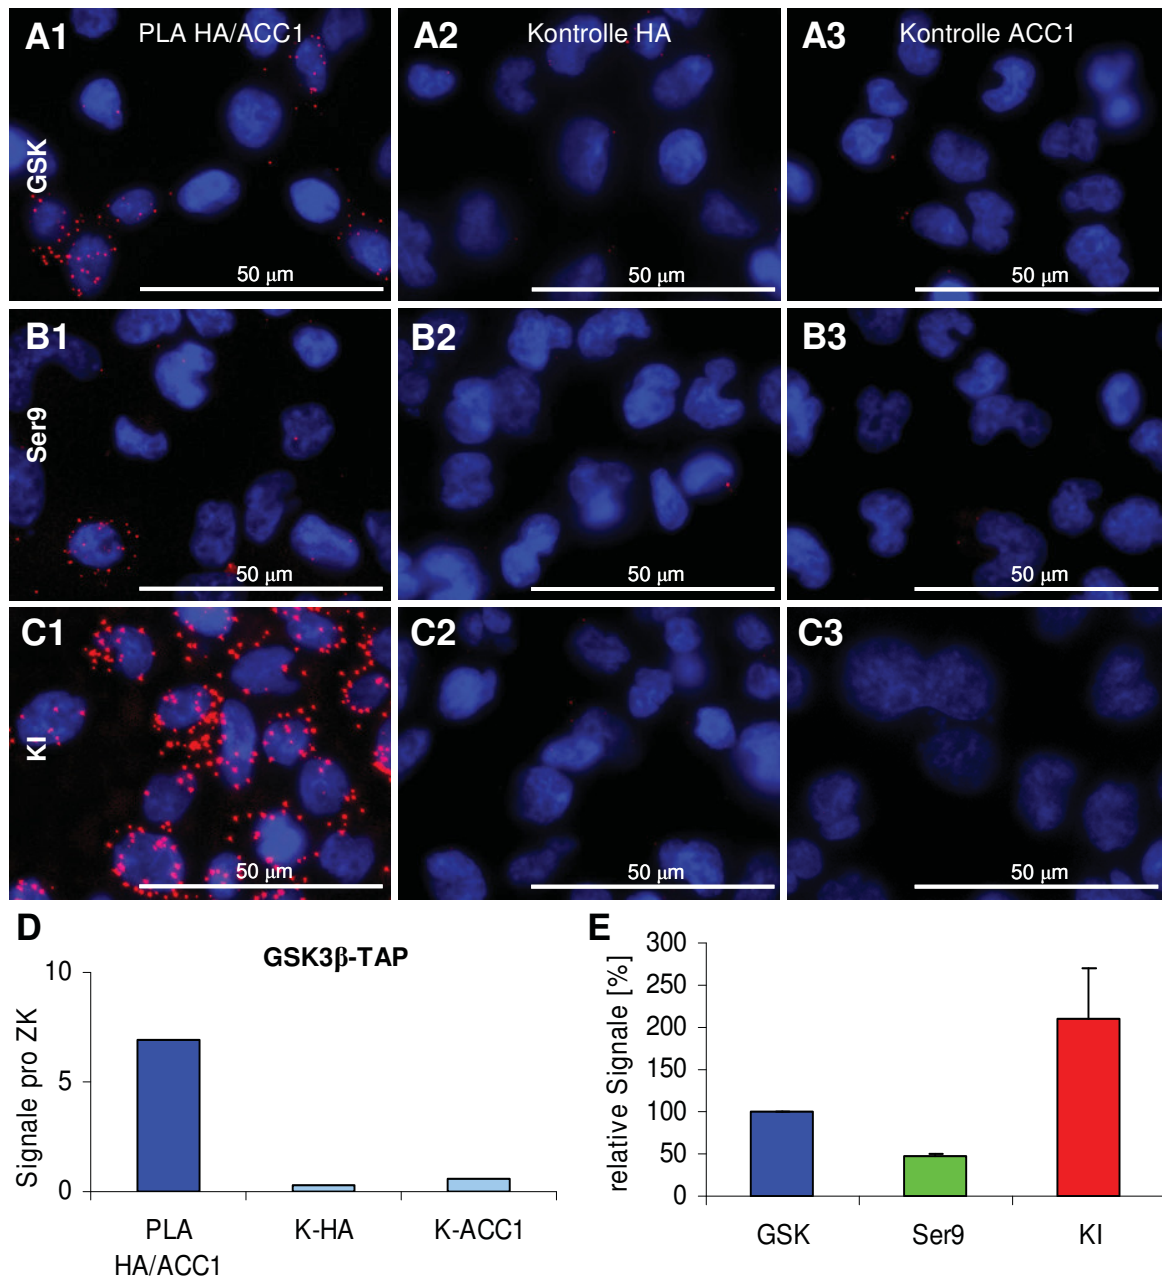 A1 PLA HA/ACC1
A2 Kontrolle HA
A3 Kontrolle ACC1
GSK
50 μm
50 μm
50 μm
B1
B2
B3
Ser9
50 μm
50 μm
50 μm
C1
C2
C3
KI
50 μm
50 μm
50 μm
D
GSK3β-TAP
Signale pro ZK
10
5
0
PLA
HA/ACC1
K-HA
K-ACC1
E
relative Signale [%]
300
250
200
150
100
50
0
GSK
Ser9
KI